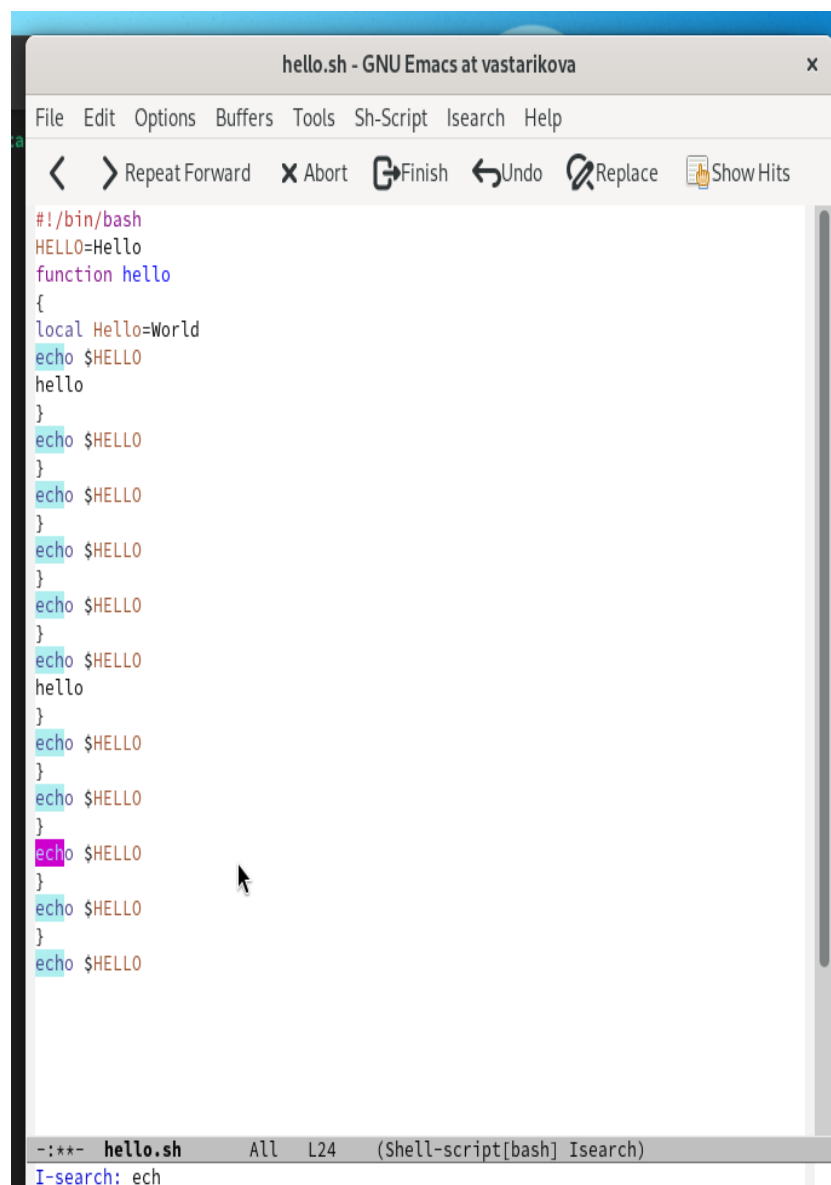 hello.sh - GNU Emacs at vastarikova x
File Edit Options Buffers Tools Sh-Script Isearch Help
Repeat Forward Abort Finish Undo Replace Show Hits
#!/bin/bash
HELLO=Hello
function hello
{
local Hello=World
echo $HELLO
hello
}
echo $HELLO
}
echo $HELLO
}
echo $HELLO
}
echo $HELLO
}
echo $HELLO
hello
}
echo $HELLO
}
echo $HELLO
}
echo $HELLO
}
echo $HELLO
}
echo $HELLO
-:**- hello.sh All L24 (Shell-script[bash] Isearch)
I-search: ech